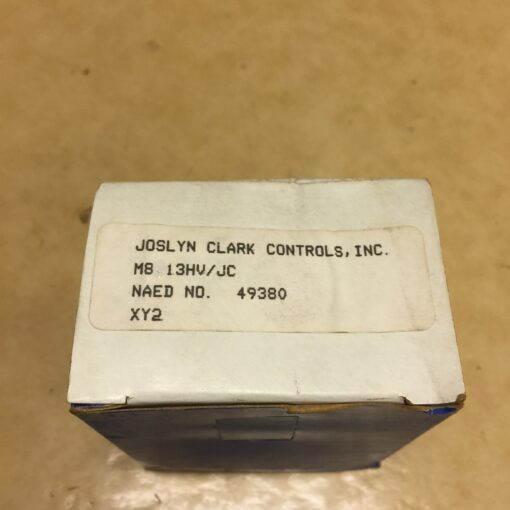 JOSLYN CLARK CONTROLS, INC.
M8 13HV/JC
NAED NO. 49380
XY2